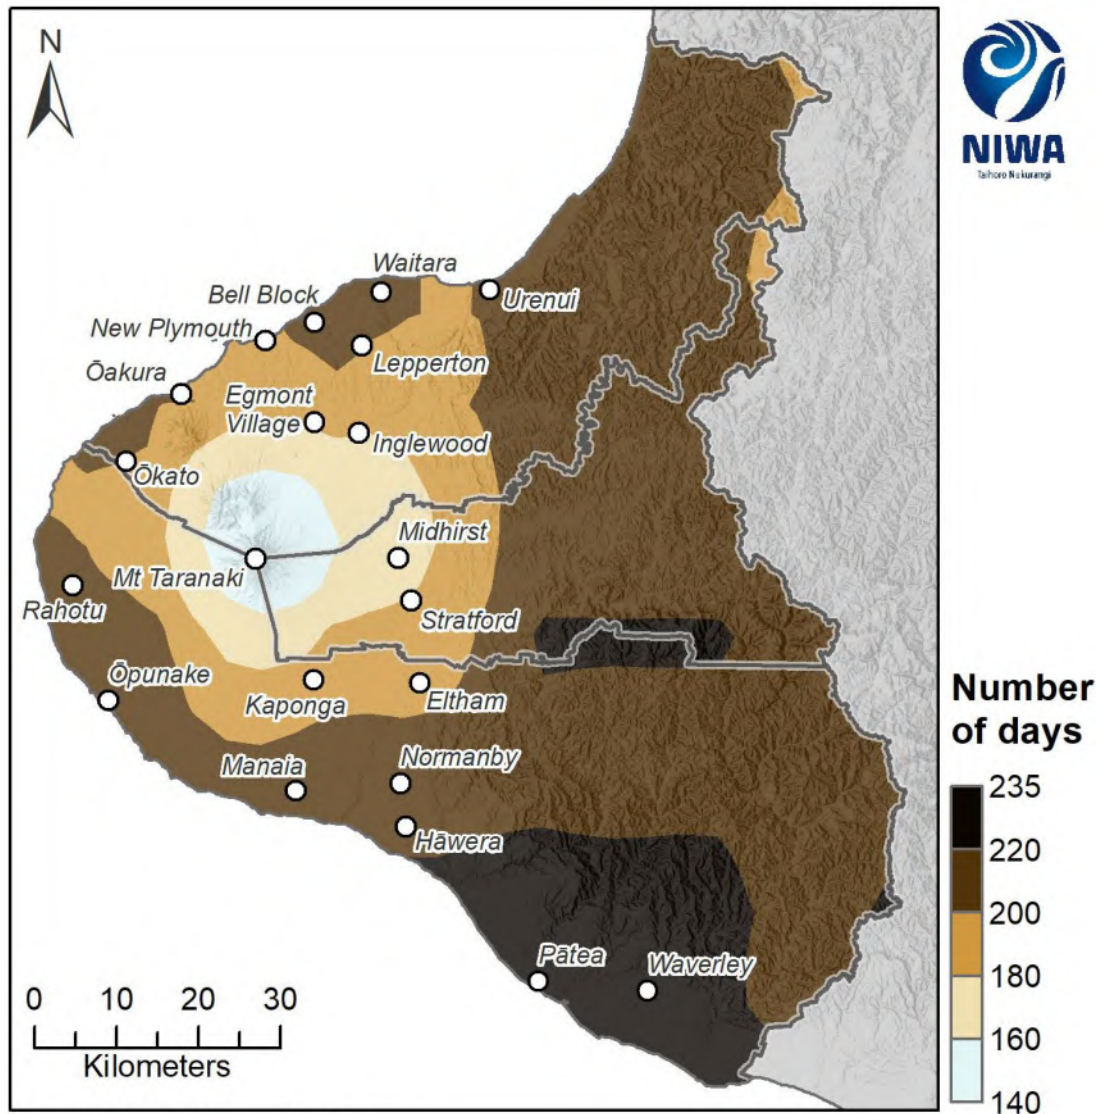 N
NIWA
Taihoro Nukurangi
Waitara
Bell Block
Urenui
New Plymouth
Lepperton
Ōakura
Egmont
Village
Inglewood
Ōkato
Midhirst
Mt Taranaki
Rahotu
Stratford
Ōpunake
Kaponga
Eltham
Manaia
Normanby
Hāwera
Pātea
Waverley
0 10 20 30
Kilometers
Number
of days
235
220
200
180
160
140